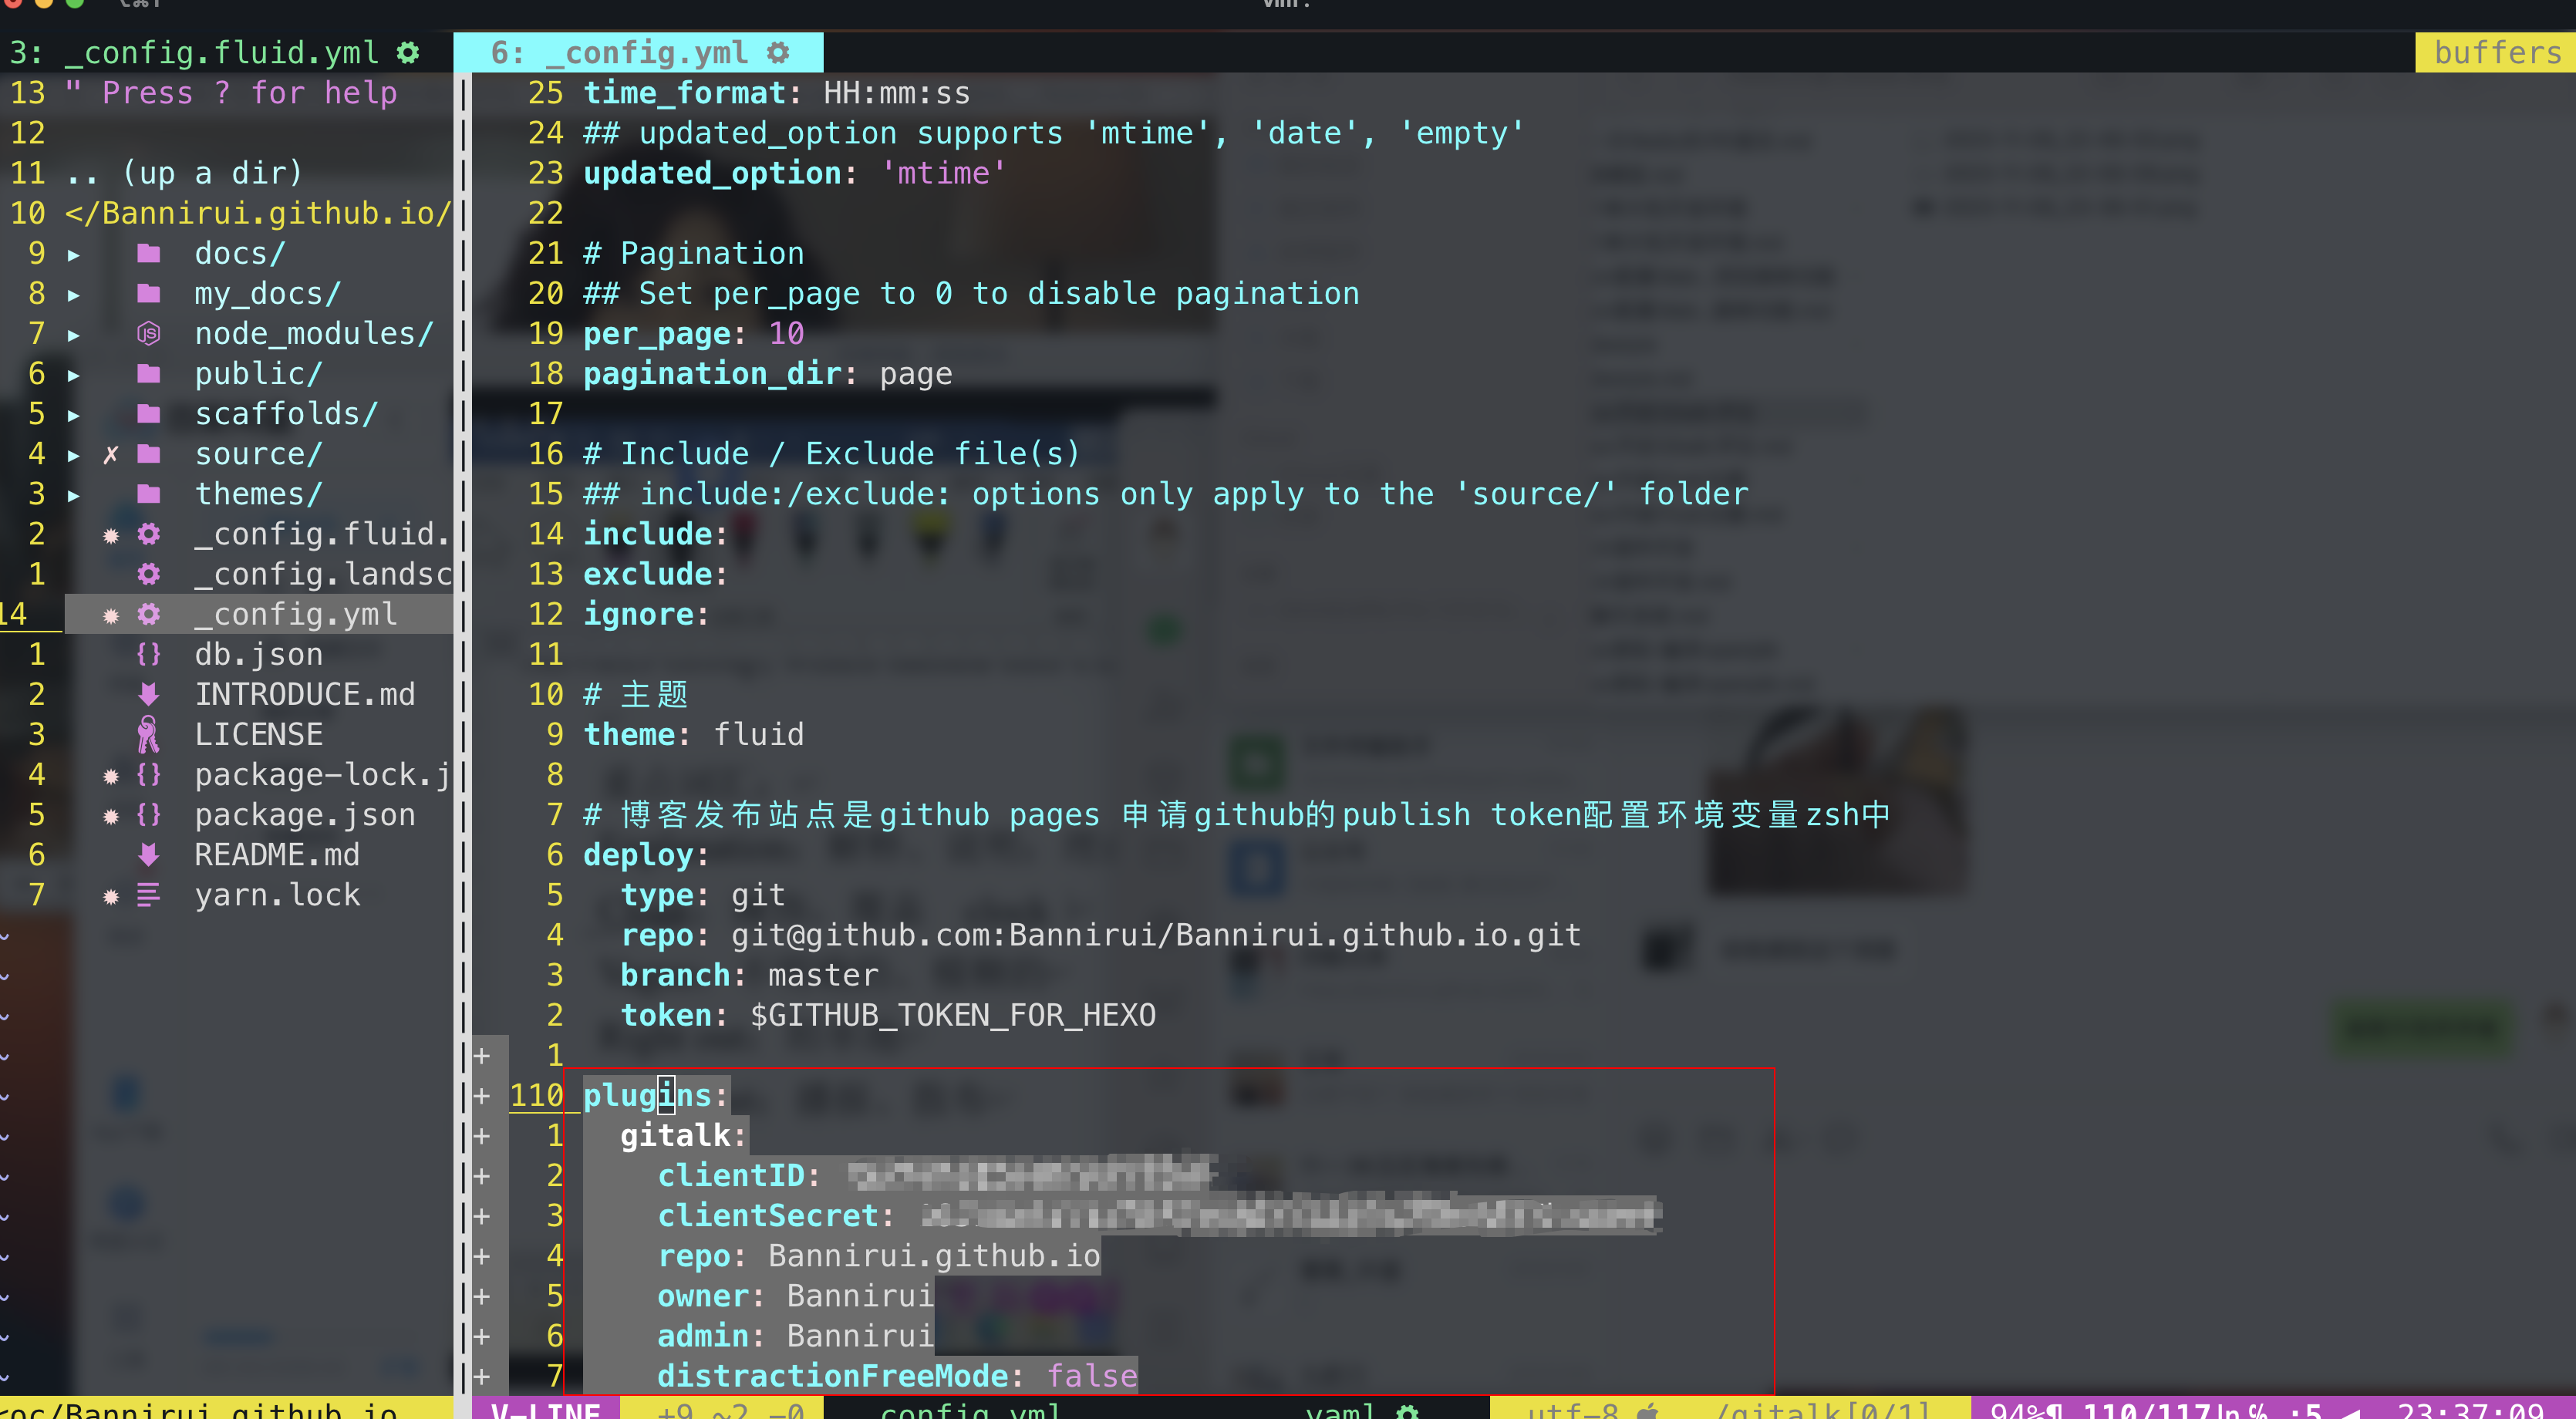 3: _config.fluid.yml
6: _config.yml
buffers
13 " Press ? for help
12
11 .. (up a dir)
10 </Bannirui.github.io/
9 ▸ docs/
8 ▸ my_docs/
7 ▸ node_modules/
6 ▸ public/
5 ▸ scaffolds/
4 ▸ ✗ source/
3 ▸ themes/
2 ✹ _config.fluid.
1 _config.landsc
14 ✹ _config.yml
1 {} db.json
2 INTRODUCE.md
3 LICENSE
4 ✹ {} package-lock.j
5 ✹ {} package.json
6 README.md
7 ✹ yarn.lock
25 time_format: HH:mm:ss
24 ## updated_option supports 'mtime', 'date', 'empty'
23 updated_option: 'mtime'
22
21 # Pagination
20 ## Set per_page to 0 to disable pagination
19 per_page: 10
18 pagination_dir: page
17
16 # Include / Exclude file(s)
15 ## include:/exclude: options only apply to the 'source/' folder
14 include:
13 exclude:
12 ignore:
11
10 # 主题
9 theme: fluid
8
7 # 博客发布站点是github pages 申请github的publish token配置环境变量zsh中
6 deploy:
5 type: git
4 repo: git@github.com:Bannirui/Bannirui.github.io.git
3 branch: master
2 token: $GITHUB_TOKEN_FOR_HEXO
+ 1
+ 110 plugins:
+ 1 gitalk:
+ 2 clientID:
+ 3 clientSecret:
+ 4 repo: Bannirui.github.io
+ 5 owner: Bannirui
+ 6 admin: Bannirui
+ 7 distractionFreeMode: false
<oc/Bannirui.github.io
V-LINE +9 ~2 -0 _config.yml yaml utf-8 /gitalk[0/1] 94%¶ 110/117 ㏑ ℅ :5 ◀ 23:37:09